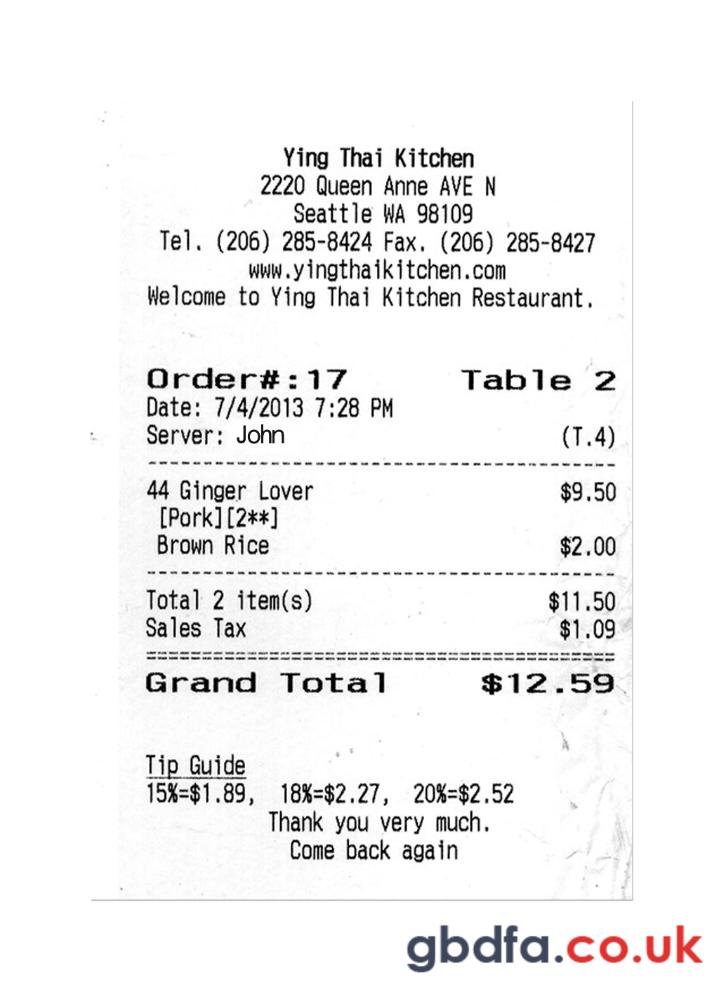 Ying Thai Kitchen
2220 Queen Anne AVE N
Seattle WA 98109
Tel. (206) 285-8424 Fax. (206) 285-8427
www.yingthaikitchen.com
Welcome to Ying Thai Kitchen Restaurant.
Order#:17 Table 2
Date: 7/4/2013 7:28 PM
Server: John (T.4)
44 Ginger Lover $9.50
[Pork][2**]
Brown Rice $2.00
Total 2 item(s) $11.50
Sales Tax $1.09
Grand Total $12.59
Tip Guide
15%=$1.89, 18%=$2.27, 20%=$2.52
Thank you very much.
Come back again
gbdfa.co.uk